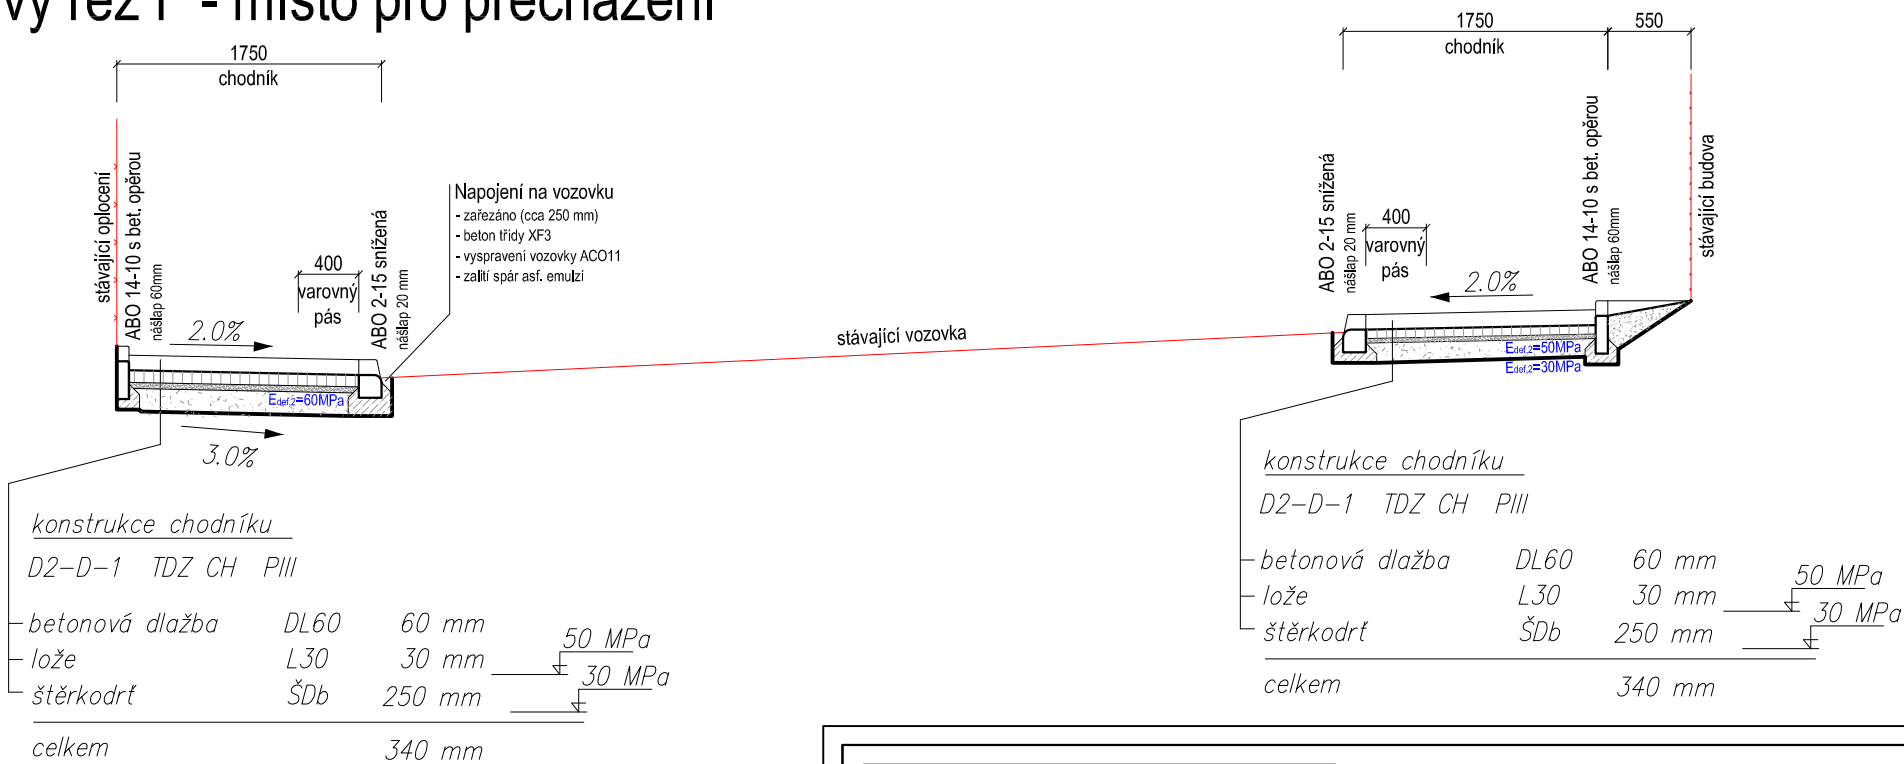 vý řez 1 - místo pro přecházení
1750
chodník
stávající oplocení
ABO 14-10 s bet. opěrou
nášlap 60mm
2.0%
400
varovný
pás
ABO 2-15 snížená
nášlap 20 mm
Napojení na vozovku
- zařezáno (cca 250 mm)
- beton třídy XF3
- vyspravení vozovky ACO11
- zalití spár asf. emulzí
Edef,2=60MPa
3.0%
stávající vozovka
1750
chodník
550
ABO 2-15 snížená
nášlap 20 mm
400
varovný
pás
2.0%
ABO 14-10 s bet. opěrou
nášlap 60mm
stávající budova
Edef,2=50MPa
Edef,2=30MPa
konstrukce chodníku
D2-D-1 TDZ CH PIII
betonová dlažba DL60 60 mm
lože L30 30 mm 50 MPa
štěrkodrť ŠDb 250 mm 30 MPa
celkem 340 mm
konstrukce chodníku
D2-D-1 TDZ CH PIII
betonová dlažba DL60 60 mm
lože L30 30 mm 50 MPa
štěrkodrť ŠDb 250 mm 30 MPa
celkem 340 mm